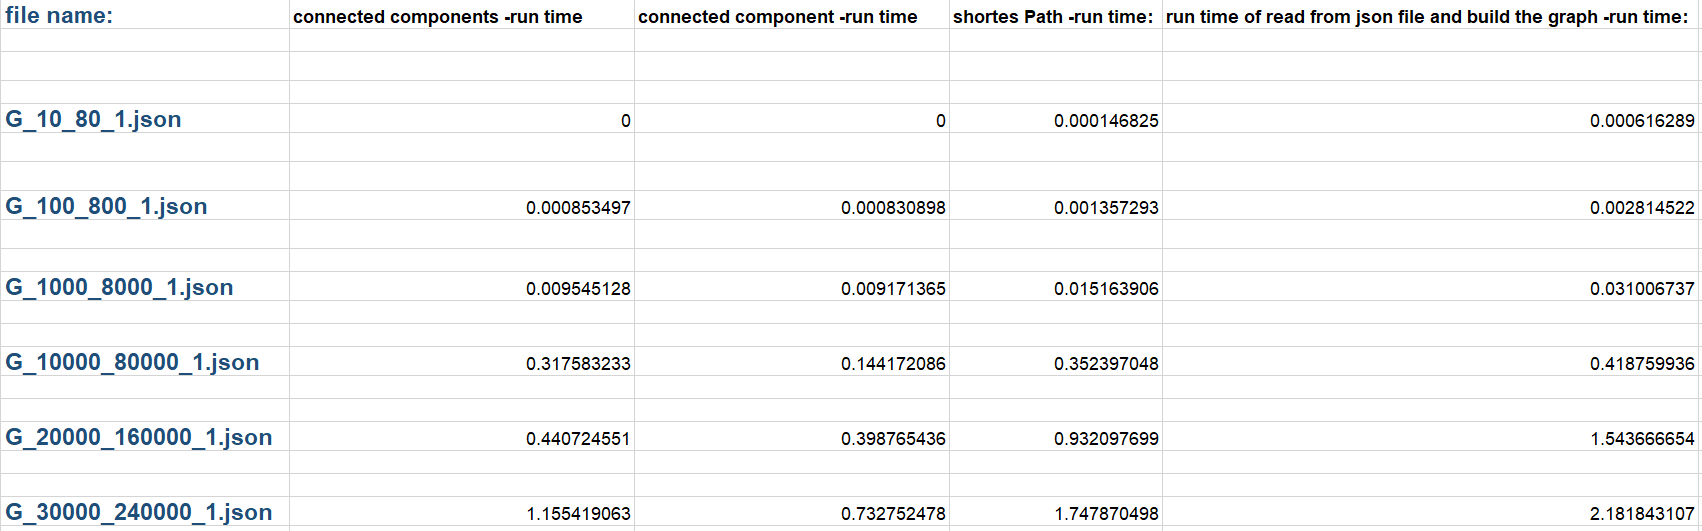 file name: connected components -run time connected component -run time shortes Path -run time: run time of read from json file and build the graph -run time:
G_10_80_1.json 0 0 0.000146825 0.000616289
G_100_800_1.json 0.000853497 0.000830898 0.001357293 0.002814522
G_1000_8000_1.json 0.009545128 0.009171365 0.015163906 0.031006737
G_10000_80000_1.json 0.317583233 0.144172086 0.352397048 0.418759936
G_20000_160000_1.json 0.440724551 0.398765436 0.932097699 1.543666654
G_30000_240000_1.json 1.155419063 0.732752478 1.747870498 2.181843107